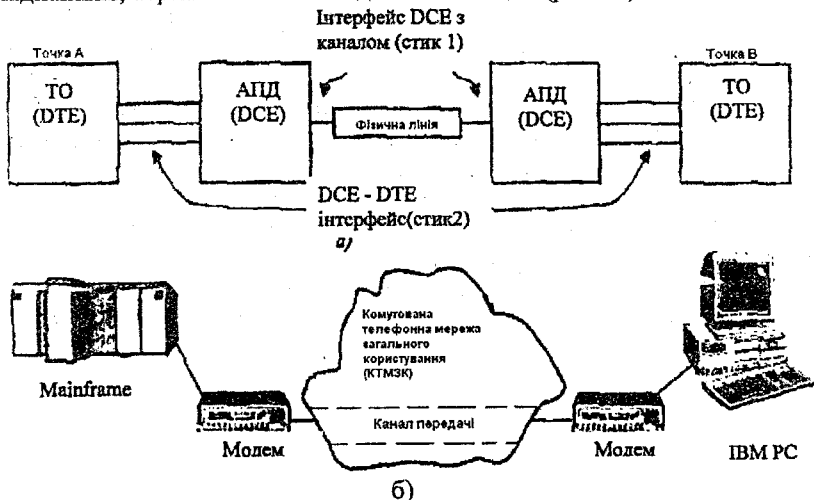 Інтерфейс DCE з
каналом (стик 1)
Точка А
Точка В
ТО
(DTE)
АПД
(DCE)
Фізична лінія
АПД
(DCE)
ТО
(DTE)
DCE - DTE
інтерфейс(стик2)
а)
Комутована
телефонна мережа
загального
користування
(КТМЗК)
Mainframe
Канал передачі
Модем
Модем
IBM PC
б)